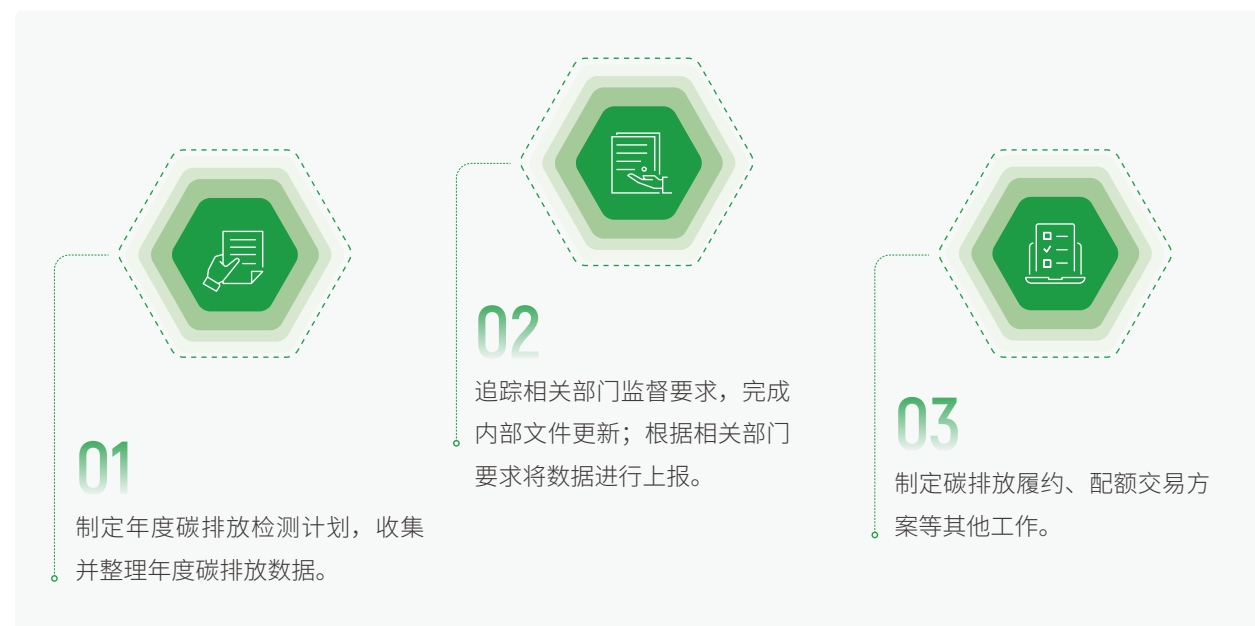 01
制定年度碳排放检测计划，收集
并整理年度碳排放数据。
02
追踪相关部门监督要求，完成
内部文件更新；根据相关部门
要求将数据进行上报。
03
制定碳排放履约、配额交易方
案等其他工作。